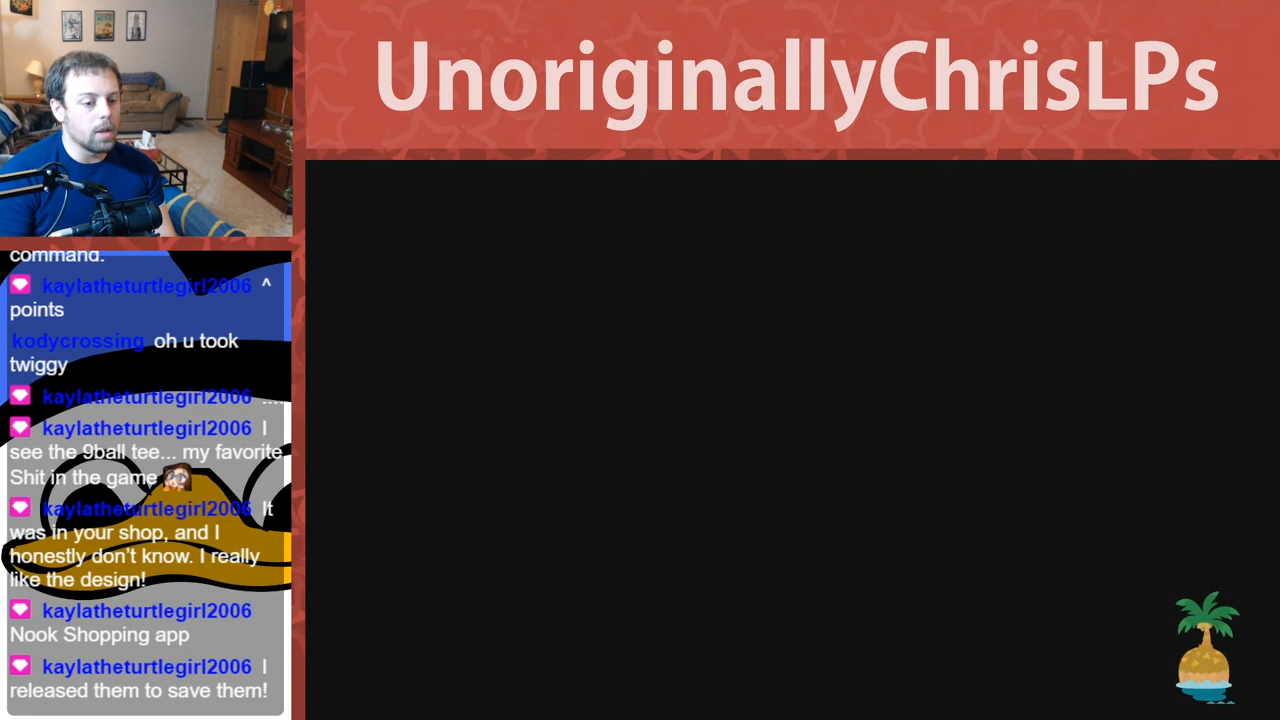 UnoriginallyChrisLPs
command.
kaylatheturtlegirl2006 ^
points
kodycrossing oh u took
twiggy
kaylatheturtlegirl2006 ....
kaylatheturtlegirl2006 I
see the 9ball tee... my favorite
Shit in the game
kaylatheturtlegirl2006 It
was in your shop, and I
honestly don't know. I really
like the design!
kaylatheturtlegirl2006
Nook Shopping app
kaylatheturtlegirl2006 I
released them to save them!